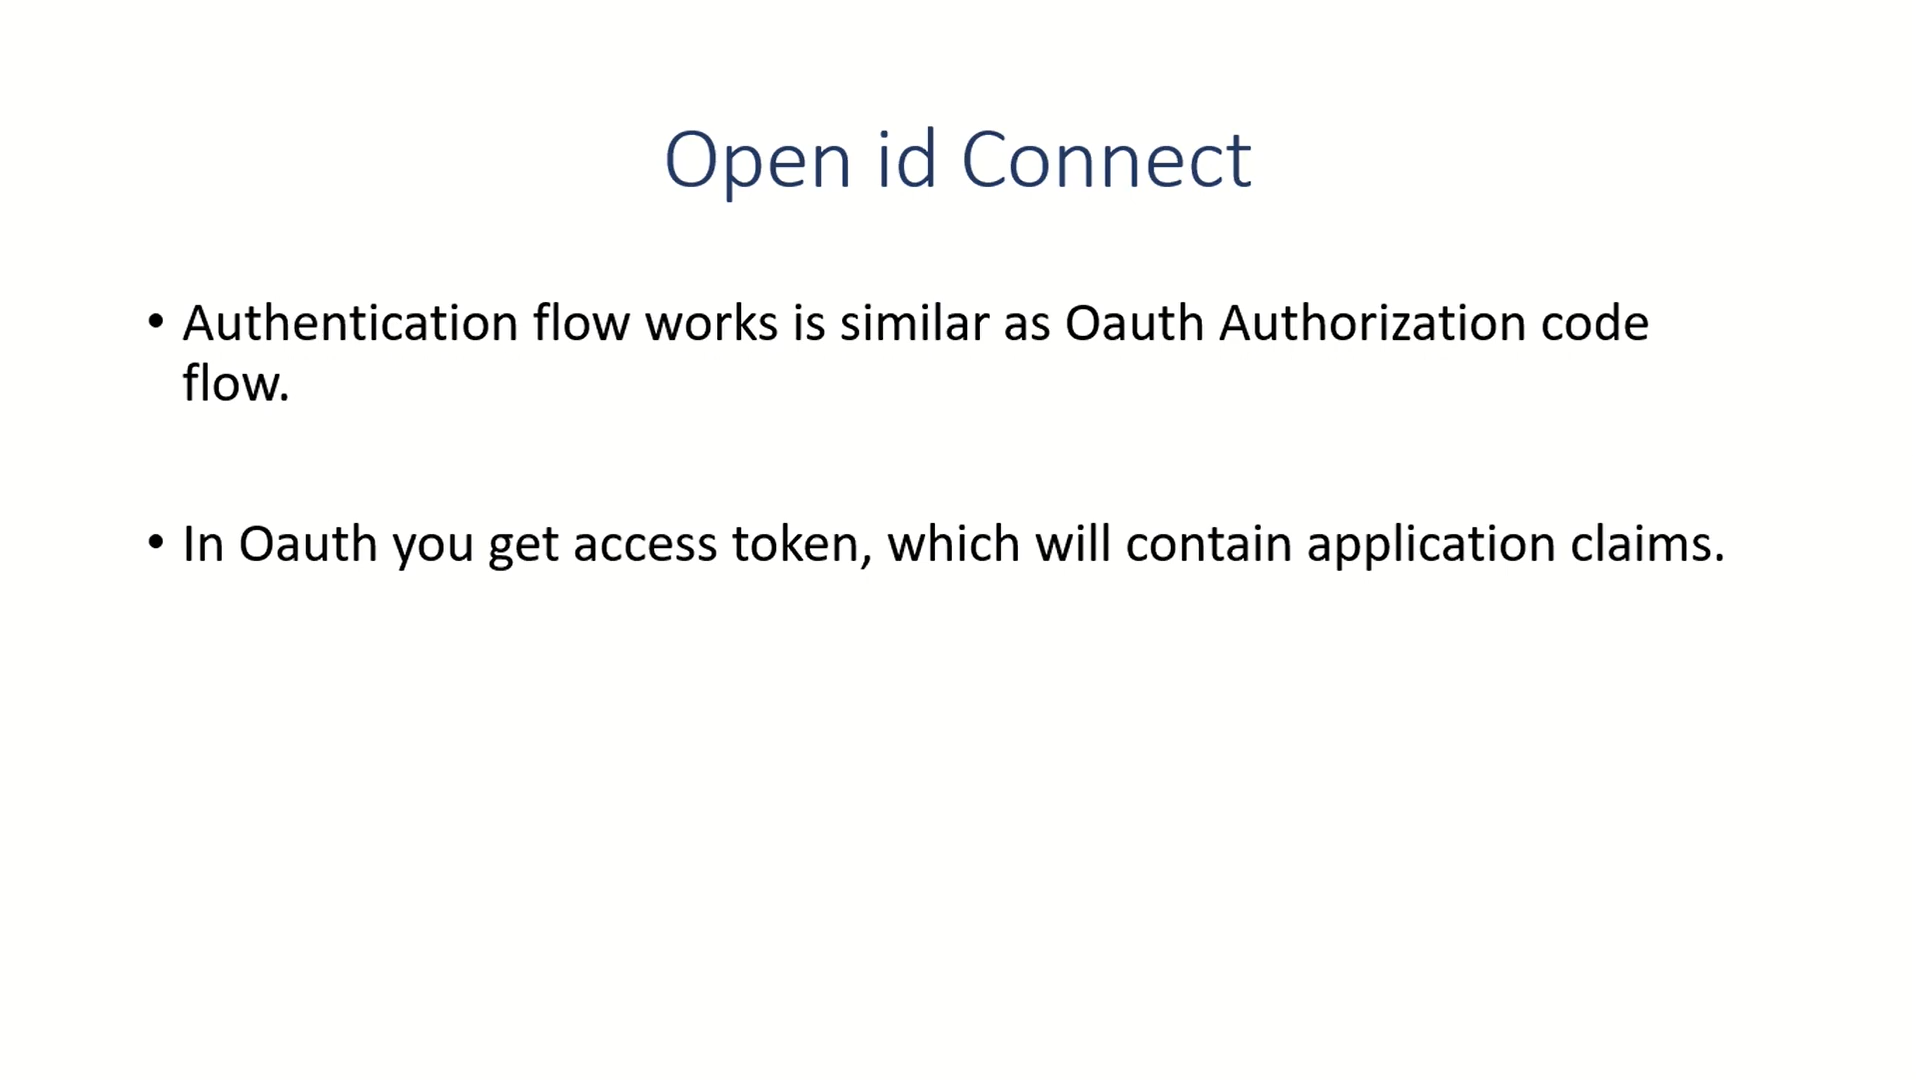 Open id Connect
• Authentication flow works is similar as Oauth Authorization code
flow.
• In Oauth you get access token, which will contain application claims.